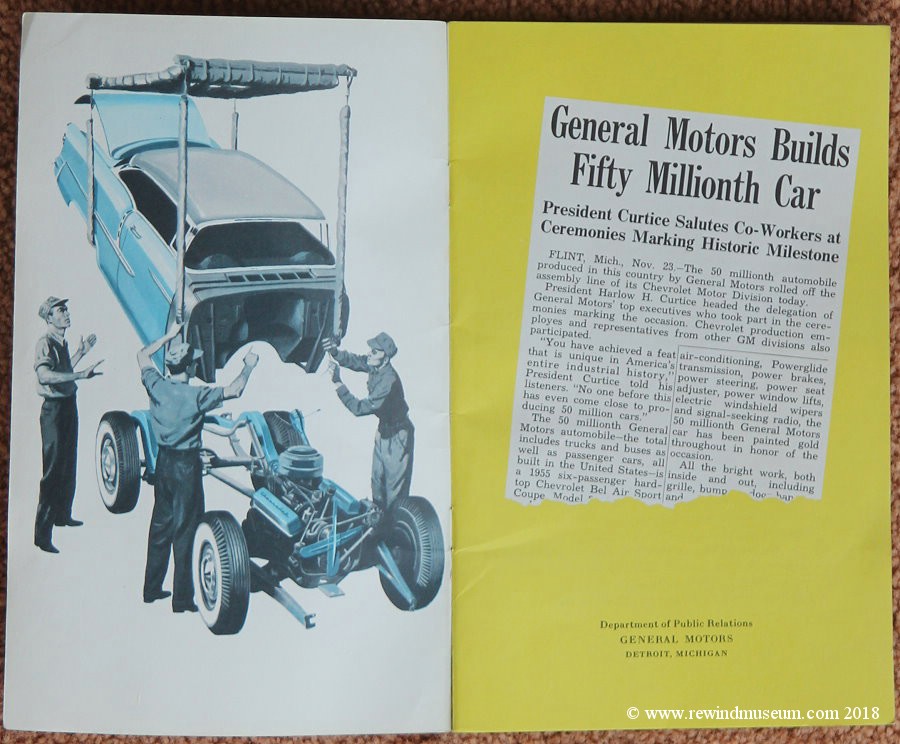 General Motors Builds
Fifty Millionth Car
President Curtice Salutes Co-Workers at
Ceremonies Marking Historic Milestone
FLINT, Mich., Nov. 23.—The 50 millionth automobile
produced in this country by General Motors rolled off the
assembly line of its Chevrolet Motor Division today.
President Harlow H. Curtice headed the delegation of
General Motors' top executives who took part in the cere-
monies marking the occasion. Chevrolet production em-
ployes and representatives from other GM divisions also
participated.
"You have achieved a feat
that is unique in America's
entire industrial history,"
President Curtice told his
listeners. "No one before this
has even come close to pro-
ducing 50 million cars."
The 50 millionth General
Motors automobile—the total
includes trucks and buses as
well as passenger cars, all
built in the United States—is
a 1955 six-passenger hard-
top Chevrolet Bel Air Sport
Coupe Model
air-conditioning, Powerglide
transmission, power brakes,
power steering, power seat
adjuster, power window lifts,
electric windshield wipers
and signal-seeking radio, the
50 millionth General Motors
car has been painted gold
throughout in honor of the
occasion.
All the bright work, both
inside and out, including
grille,
and
Department of Public Relations
GENERAL MOTORS
DETROIT, MICHIGAN
© www.rewindmuseum.com 2018